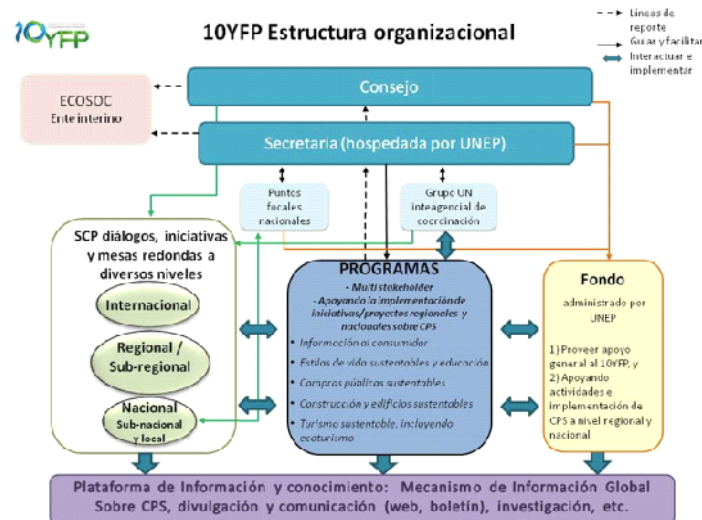 10YFP
10YFP Estructura organizacional
Líneas de
reporte
Guiar y facilitar
Interactuar e
implementar
Consejo
ECOSOC
Ente interino
Secretaria (hospedada por UNEP)
Puntos
focales
nacionales
Grupo UN
inteagencial de
coordinación
SCP diálogos, iniciativas
y mesas redondas a
diversos niveles
Internacional
Regional /
Sub-regional
Nacional
Sub-nacional
y local
PROGRAMAS
- Multi stakeholder
- Apoyando la implementación de
iniciativas/proyectos regionales y
nacionales sobre CPS
• Información al consumidor
• Estilos de vida sustentables y educación
• Compras públicas sustentables
• Construcción y edificios sustentables
• Turismo sustentable, incluyendo
ecoturismo
Fondo
administrado por
UNEP
1) Proveer apoyo
general al 10YFP, y
2) Apoyando
actividades e
implementación de
CPS a nivel regional y
nacional
Plataforma de Información y conocimiento: Mecanismo de Información Global
Sobre CPS, divulgación y comunicación (web, boletín), investigación, etc.